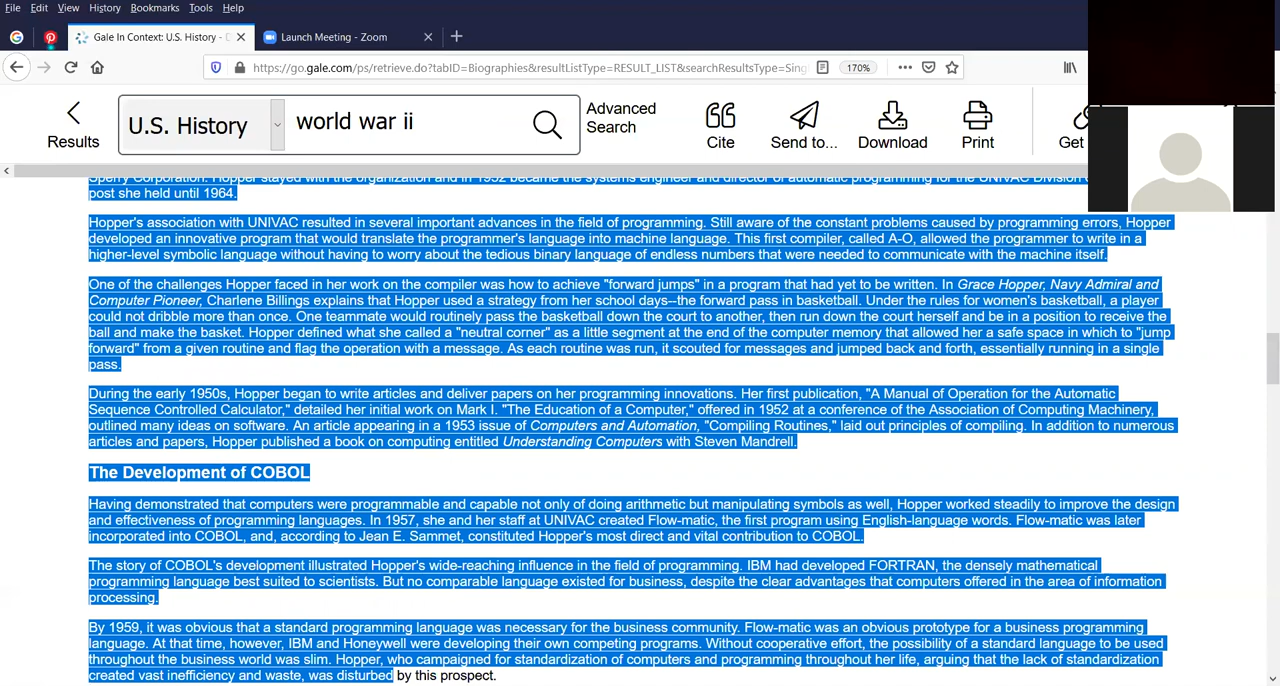 File Edit View History Bookmarks Tools Help
Gale In Context: U.S. History - Launch Meeting - Zoom
https://go.gale.com/ps/retrieve.do?tabID=Biographies&resultListType=RESULT_LIST&searchResultsType=Sing 170%
Results U.S. History world war ii Advanced Search Cite Send to... Download Print Get
Sperry Corporation. Hopper stayed with the organization and in 1952 became the systems engineer and director of automatic programming for the UNIVAC Division
post she held until 1964.
Hopper's association with UNIVAC resulted in several important advances in the field of programming. Still aware of the constant problems caused by programming errors, Hopper
developed an innovative program that would translate the programmer's language into machine language. This first compiler, called A-O, allowed the programmer to write in a
higher-level symbolic language without having to worry about the tedious binary language of endless numbers that were needed to communicate with the machine itself.
One of the challenges Hopper faced in her work on the compiler was how to achieve "forward jumps" in a program that had yet to be written. In Grace Hopper, Navy Admiral and
Computer Pioneer, Charlene Billings explains that Hopper used a strategy from her school days--the forward pass in basketball. Under the rules for women's basketball, a player
could not dribble more than once. One teammate would routinely pass the basketball down the court to another, then run down the court herself and be in a position to receive the
ball and make the basket. Hopper defined what she called a "neutral corner" as a little segment at the end of the computer memory that allowed her a safe space in which to "jump
forward" from a given routine and flag the operation with a message. As each routine was run, it scouted for messages and jumped back and forth, essentially running in a single
pass.
During the early 1950s, Hopper began to write articles and deliver papers on her programming innovations. Her first publication, "A Manual of Operation for the Automatic
Sequence Controlled Calculator," detailed her initial work on Mark I. "The Education of a Computer," offered in 1952 at a conference of the Association of Computing Machinery,
outlined many ideas on software. An article appearing in a 1953 issue of Computers and Automation, "Compiling Routines," laid out principles of compiling. In addition to numerous
articles and papers, Hopper published a book on computing entitled Understanding Computers with Steven Mandrell.
The Development of COBOL
Having demonstrated that computers were programmable and capable not only of doing arithmetic but manipulating symbols as well, Hopper worked steadily to improve the design
and effectiveness of programming languages. In 1957, she and her staff at UNIVAC created Flow-matic, the first program using English-language words. Flow-matic was later
incorporated into COBOL, and, according to Jean E. Sammet, constituted Hopper's most direct and vital contribution to COBOL.
The story of COBOL's development illustrated Hopper's wide-reaching influence in the field of programming. IBM had developed FORTRAN, the densely mathematical
programming language best suited to scientists. But no comparable language existed for business, despite the clear advantages that computers offered in the area of information
processing.
By 1959, it was obvious that a standard programming language was necessary for the business community. Flow-matic was an obvious prototype for a business programming
language. At that time, however, IBM and Honeywell were developing their own competing programs. Without cooperative effort, the possibility of a standard language to be used
throughout the business world was slim. Hopper, who campaigned for standardization of computers and programming throughout her life, arguing that the lack of standardization
created vast inefficiency and waste, was disturbed by this prospect.